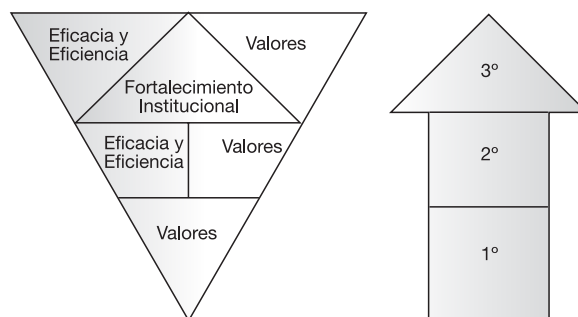 Eficacia y
Eficiencia
Valores
Fortalecimiento
Institucional
Eficacia y
Eficiencia
Valores
Valores
3º
2º
1º